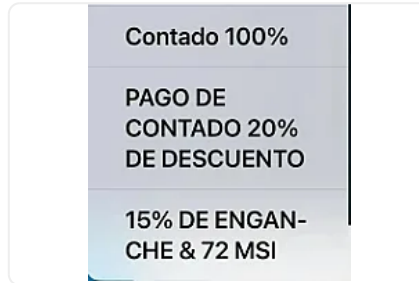 Contado 100%
PAGO DE
CONTADO 20%
DE DESCUENTO
15% DE ENGAN-
CHE & 72 MSI